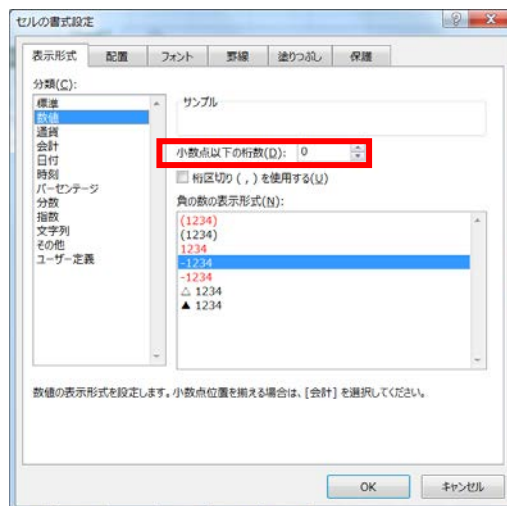 セルの書式設定
表示形式 配置 フォント 罫線 塗りつぶし 保護
分類(C):
標準
数値
通貨
会計
日付
時刻
パーセンテージ
分数
指数
文字列
その他
ユーザー定義
サンプル
小数点以下の桁数(D): 0
桁区切り( , )を使用する(U)
負の数の表示形式(N):
(1234)
(1234)
1234
-1234
-1234
△ 1234
▲ 1234
数値の表示形式を設定します。小数点位置を揃える場合は、[会計] を選択してください。
OK キャンセル